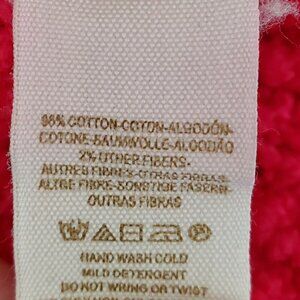 98% COTTON-COTON-ALGODÓN-
COTONE-BAUMWOLLE-ALGODÃO
2% OTHER FIBERS-
AUTRES FIBRES-OTRAS FIBRAS-
ALTRE FIBRE-SONSTIGE FASERN-
OUTRAS FIBRAS
HAND WASH COLD
MILD DETERGENT
DO NOT WRING OR TWIST